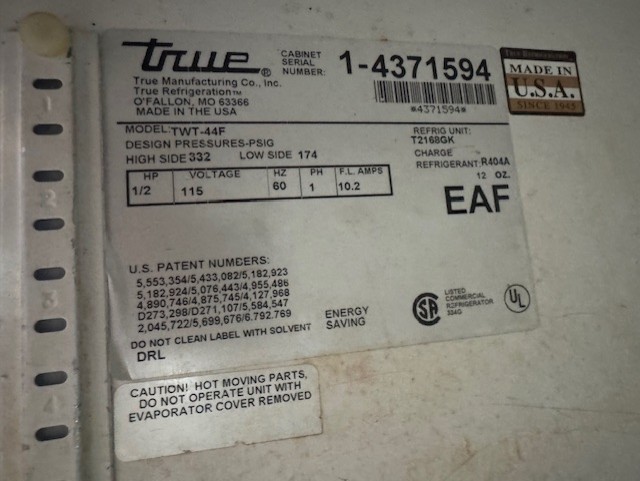 true®
True Manufacturing Co., Inc.
True Refrigeration™
O'FALLON, MO 63366
MADE IN THE USA
CABINET
SERIAL
NUMBER:
1-4371594
*4371594*
True Refrigeration
MADE IN
U.S.A.
SINCE 1945
MODEL: TWT-44F
DESIGN PRESSURES-PSIG
HIGH SIDE 332 LOW SIDE 174
REFRIG UNIT:
T2168GK
CHARGE
REFRIGERANT: R404A
12 OZ.
HP VOLTAGE HZ PH F.L. AMPS
1/2 115 60 1 10.2
EAF
U.S. PATENT NUMBERS:
5,553,354/5,433,082/5,182,923
5,182,924/5,076,443/4,955,486
4,890,746/4,875,745/4,127,968
D273,298/D271,107/5,584,547
2,045,722/5,699,676/6.792.769
DO NOT CLEAN LABEL WITH SOLVENT
DRL
ENERGY
SAVING
SA
LISTED
COMMERCIAL
REFRIGERATOR
UL
CAUTION! HOT MOVING PARTS,
DO NOT OPERATE UNIT WITH
EVAPORATOR COVER REMOVED
1
2
3
4